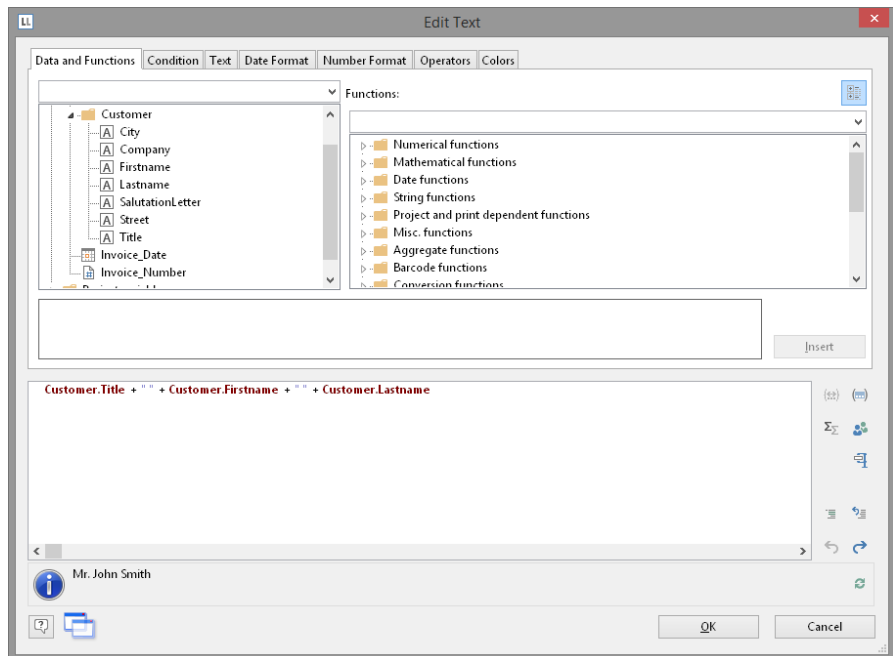 LL
Edit Text
Data and Functions Condition Text Date Format Number Format Operators Colors
Functions:
Customer
City
Company
Firstname
Lastname
SalutationLetter
Street
Title
Invoice_Date
Invoice_Number
Numerical functions
Mathematical functions
Date functions
String functions
Project and print dependent functions
Misc. functions
Aggregate functions
Barcode functions
Conversion functions
Insert
Customer.Title + " " + Customer.Firstname + " " + Customer.Lastname
Mr. John Smith
OK Cancel